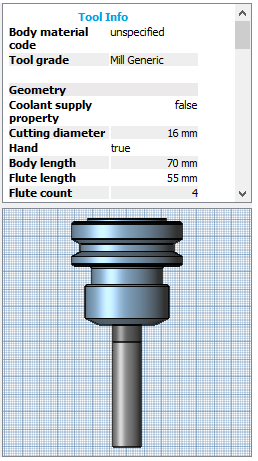 Tool Info
Body material code unspecified
Tool grade Mill Generic
Geometry
Coolant supply property false
Cutting diameter 16 mm
Hand true
Body length 70 mm
Flute length 55 mm
Flute count 4